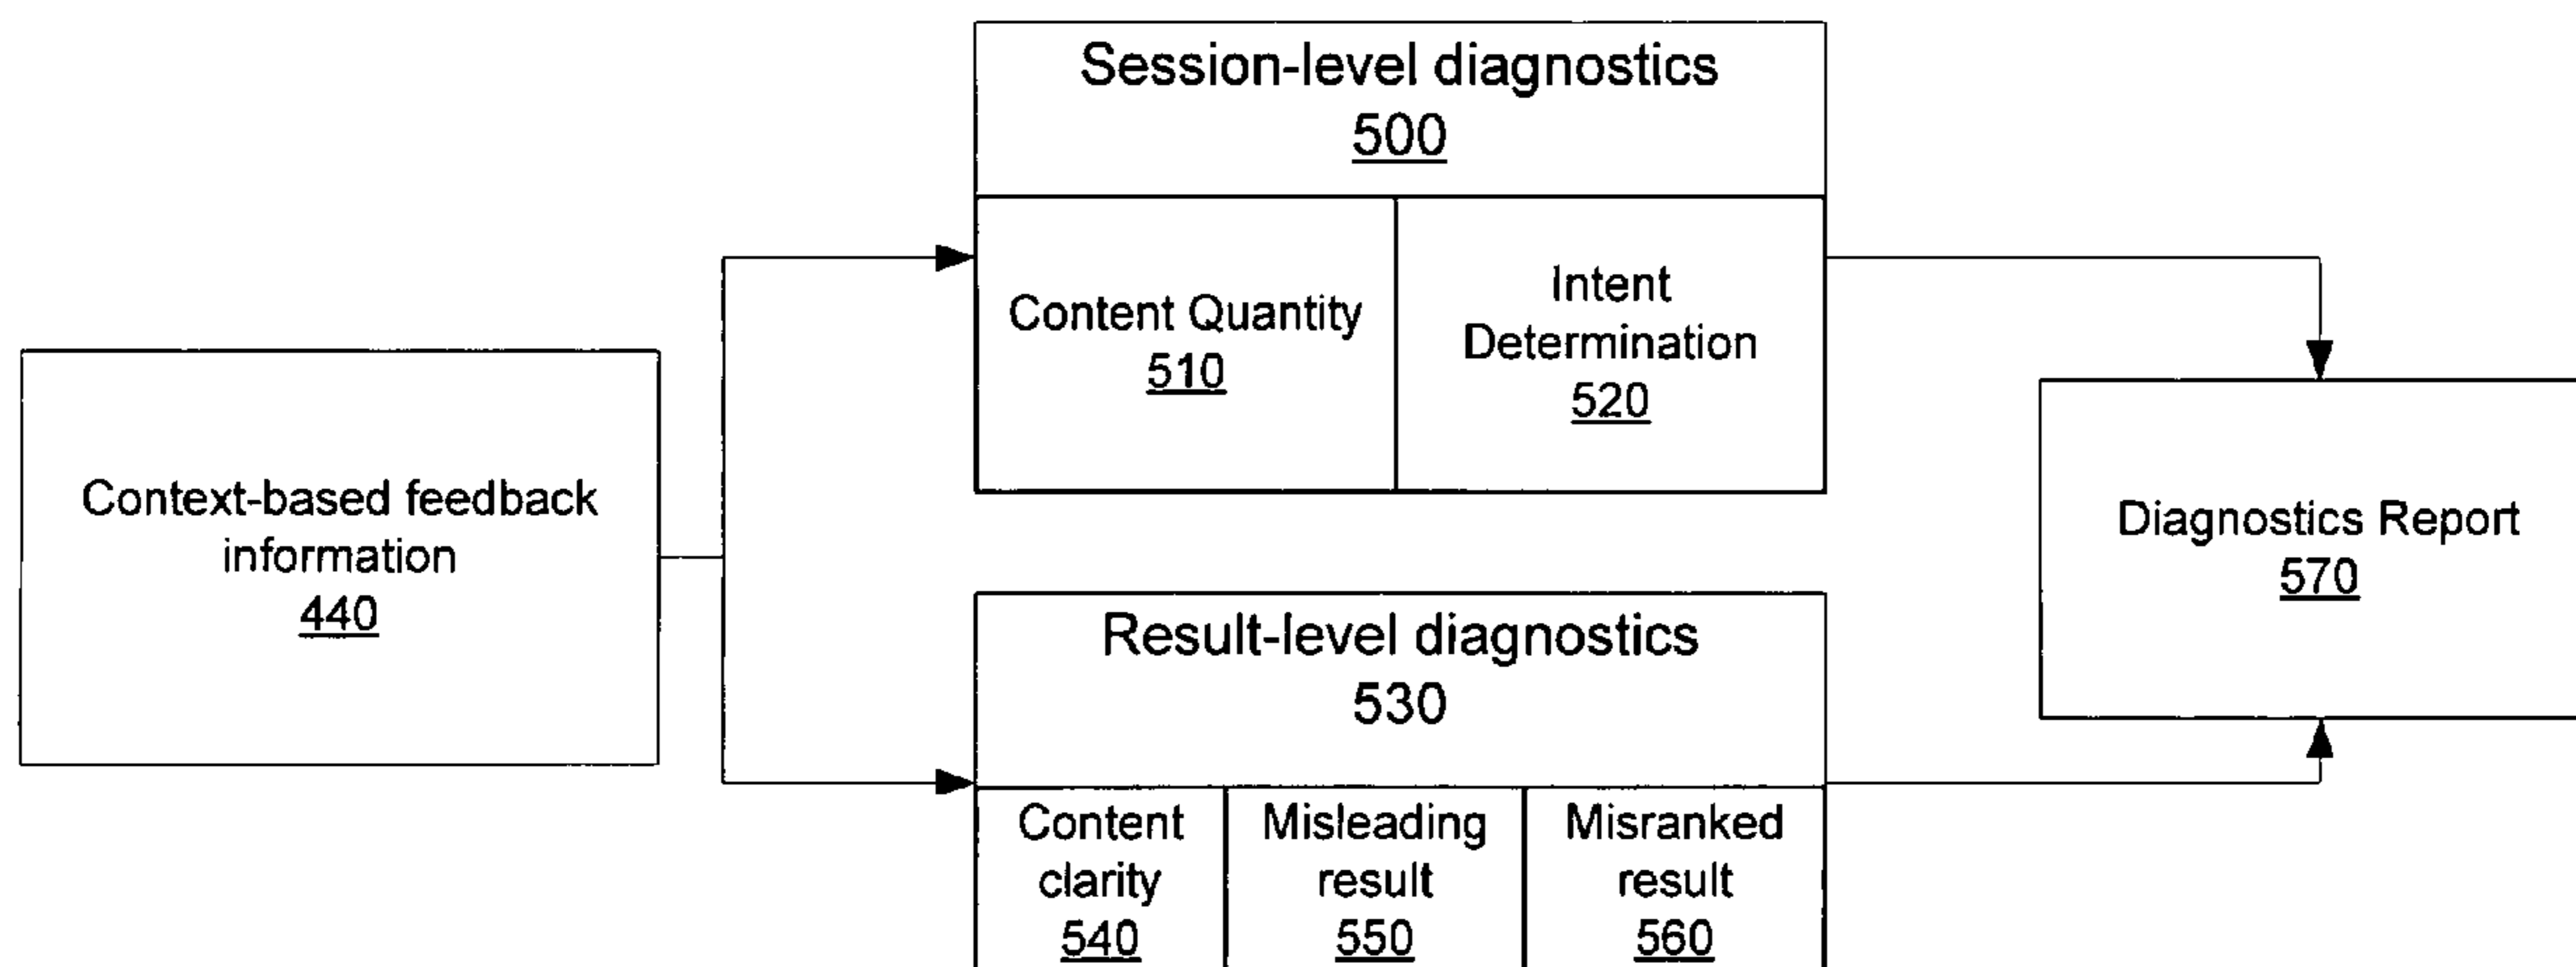 Session-level diagnostics
500
Content Quantity
510
Intent
Determination
520
Context-based feedback
information
440
Diagnostics Report
570
Result-level diagnostics
530
Content
clarity
540
Misleading
result
550
Misranked
result
560